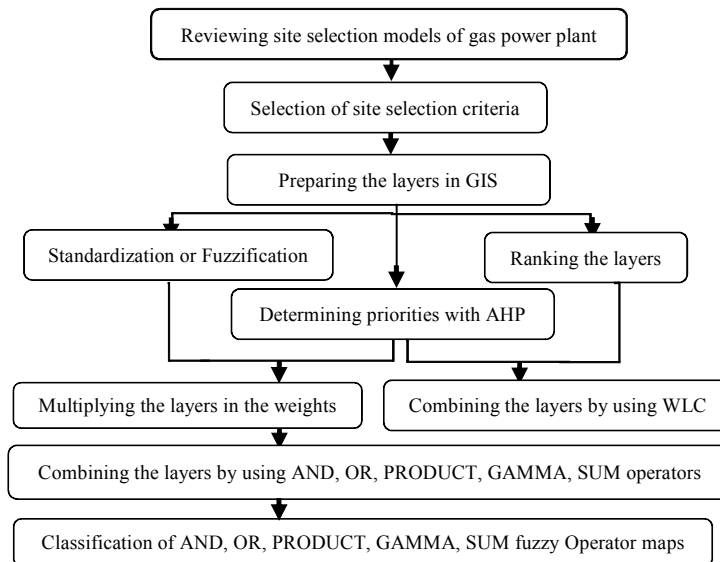 Reviewing site selection models of gas power plant
Selection of site selection criteria
Preparing the layers in GIS
Standardization or Fuzzification
Ranking the layers
Determining priorities with AHP
Multiplying the layers in the weights
Combining the layers by using WLC
Combining the layers by using AND, OR, PRODUCT, GAMMA, SUM operators
Classification of AND, OR, PRODUCT, GAMMA, SUM fuzzy Operator maps